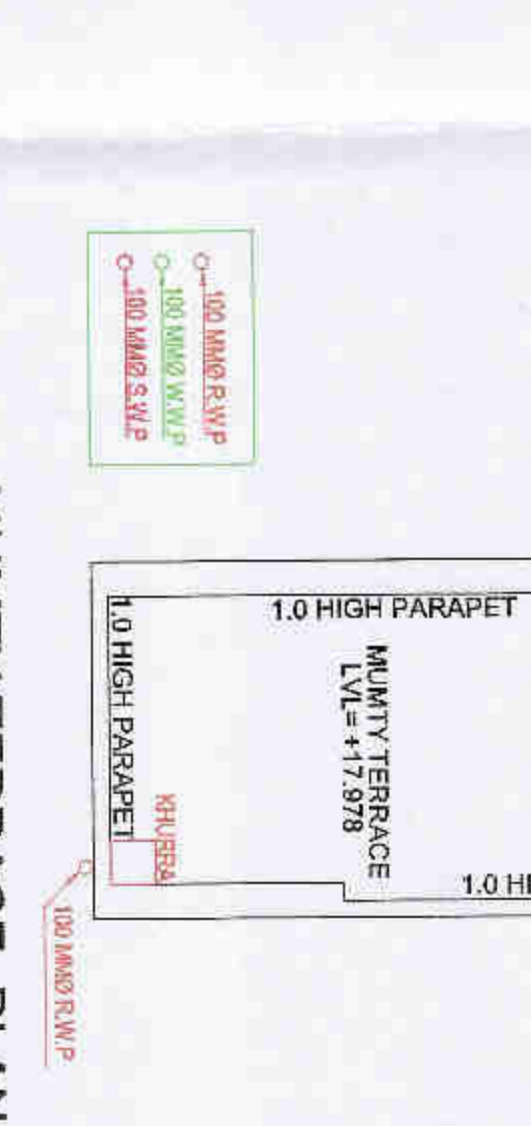 100 MMØ R.W.P
100 MMØ W.W.P
100 MMØ S.W.P
1.0 HIGH PARAPET
1.0 HIGH PARAPET
MUMTY TERRACE
LVL= +17.978
KHURRA
1.0
100 MMØ R.W.P